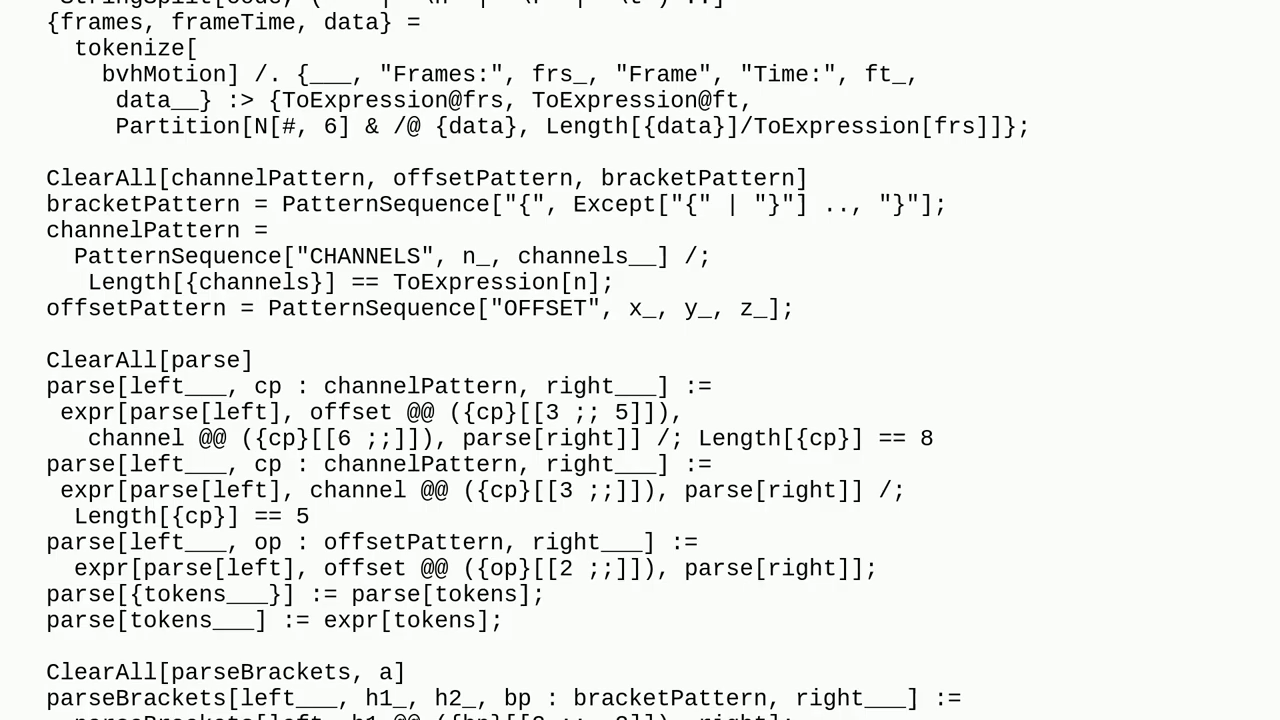 {frames, frameTime, data} =
tokenize[
bvhMotion] /. {___, "Frames:", frs_, "Frame", "Time:", ft_,
data__} :> {ToExpression@frs, ToExpression@ft,
Partition[N[#, 6] & /@ {data}, Length[{data}]/ToExpression[frs]]};
ClearAll[channelPattern, offsetPattern, bracketPattern]
bracketPattern = PatternSequence["{", Except["{" | "}"] .., "}"];
channelPattern =
PatternSequence["CHANNELS", n_, channels__] /;
Length[{channels}] == ToExpression[n];
offsetPattern = PatternSequence["OFFSET", x_, y_, z_];
ClearAll[parse]
parse[left___, cp : channelPattern, right___] :=
expr[parse[left], offset @@ ({cp}[[3 ;; 5]]),
channel @@ ({cp}[[6 ;;]]), parse[right]] /; Length[{cp}] == 8
parse[left___, cp : channelPattern, right___] :=
expr[parse[left], channel @@ ({cp}[[3 ;;]]), parse[right]] /;
Length[{cp}] == 5
parse[left___, op : offsetPattern, right___] :=
expr[parse[left], offset @@ ({op}[[2 ;;]]), parse[right]];
parse[{tokens___}] := parse[tokens];
parse[tokens___] := expr[tokens];
ClearAll[parseBrackets, a]
parseBrackets[left___, h1_, h2_, bp : bracketPattern, right___] :=